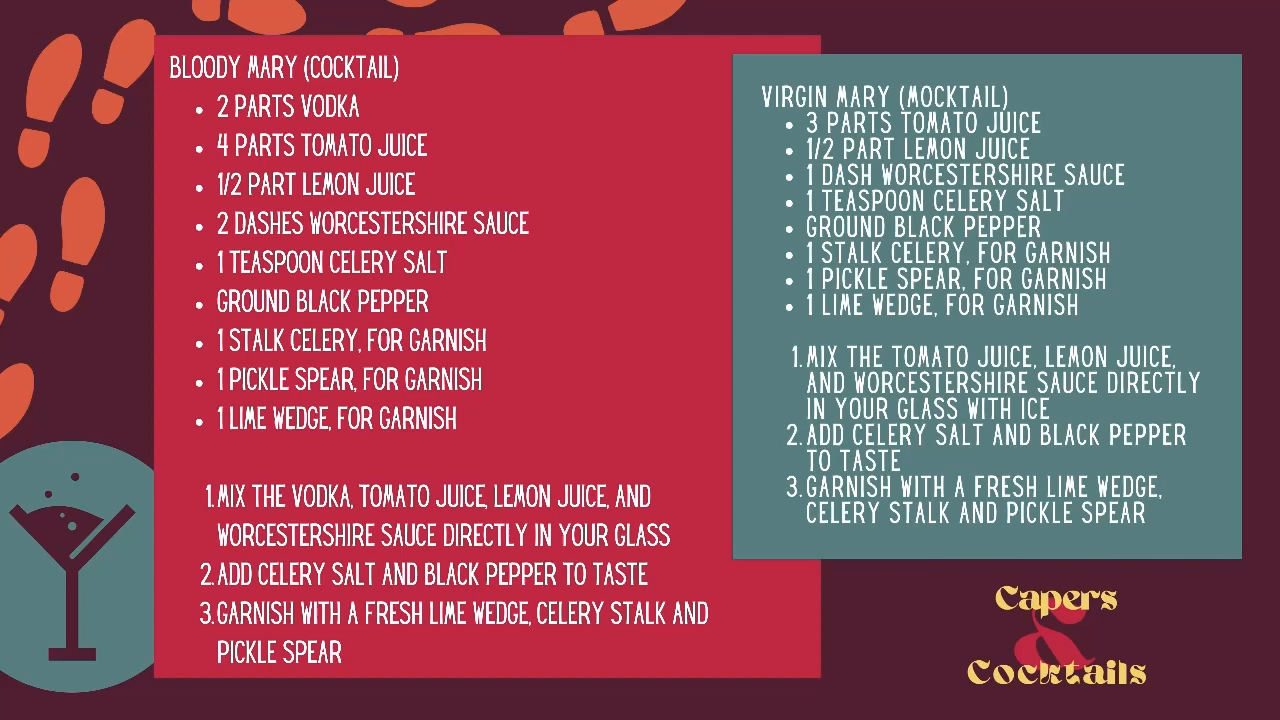 BLOODY MARY (COCKTAIL)
• 2 PARTS VODKA
• 4 PARTS TOMATO JUICE
• 1/2 PART LEMON JUICE
• 2 DASHES WORCESTERSHIRE SAUCE
• 1 TEASPOON CELERY SALT
• GROUND BLACK PEPPER
• 1 STALK CELERY, FOR GARNISH
• 1 PICKLE SPEAR, FOR GARNISH
• 1 LIME WEDGE, FOR GARNISH
1. MIX THE VODKA, TOMATO JUICE, LEMON JUICE, AND
WORCESTERSHIRE SAUCE DIRECTLY IN YOUR GLASS
2. ADD CELERY SALT AND BLACK PEPPER TO TASTE
3. GARNISH WITH A FRESH LIME WEDGE, CELERY STALK AND
PICKLE SPEAR
VIRGIN MARY (MOCKTAIL)
• 3 PARTS TOMATO JUICE
• 1/2 PART LEMON JUICE
• 1 DASH WORCESTERSHIRE SAUCE
• 1 TEASPOON CELERY SALT
• GROUND BLACK PEPPER
• 1 STALK CELERY, FOR GARNISH
• 1 PICKLE SPEAR, FOR GARNISH
• 1 LIME WEDGE, FOR GARNISH
1. MIX THE TOMATO JUICE, LEMON JUICE,
AND WORCESTERSHIRE SAUCE DIRECTLY
IN YOUR GLASS WITH ICE
2. ADD CELERY SALT AND BLACK PEPPER
TO TASTE
3. GARNISH WITH A FRESH LIME WEDGE,
CELERY STALK AND PICKLE SPEAR
Capers
&
Cocktails